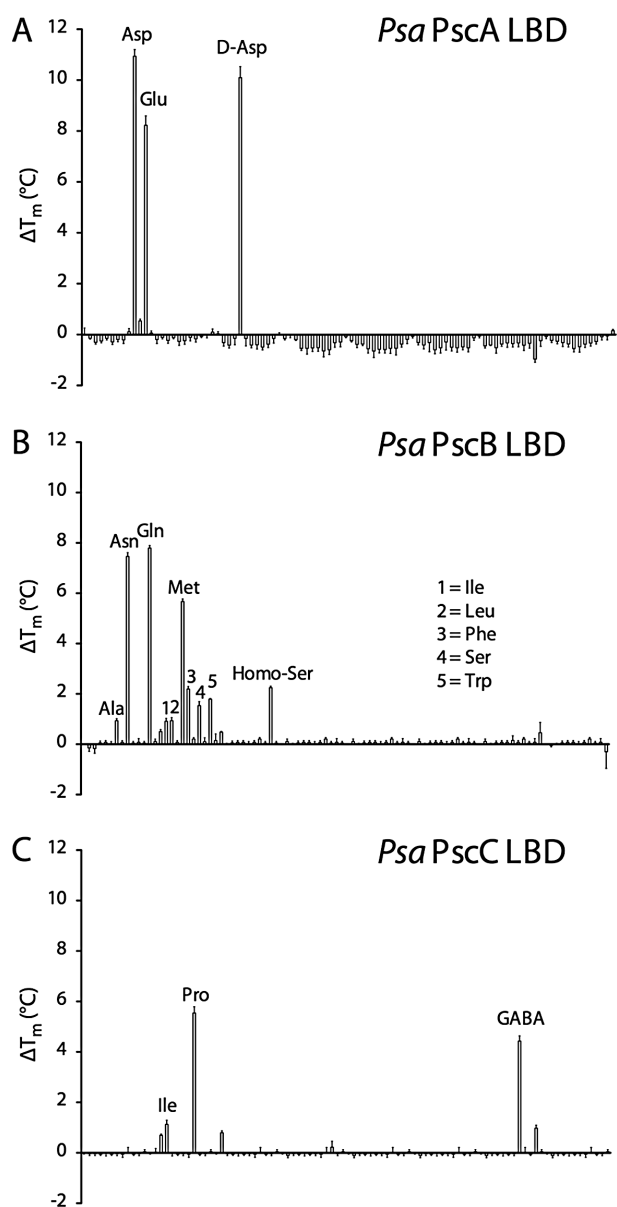 A
Psa PscA LBD
12
10
8
6
4
2
0
-2
ΔTm (°C)
Asp
Glu
D-Asp
B
Psa PscB LBD
12
10
8
6
4
2
0
-2
ΔTm (°C)
Ala
Asn
Gln
12
Met
3
4
5
Homo-Ser
1 = Ile
2 = Leu
3 = Phe
4 = Ser
5 = Trp
C
Psa PscC LBD
12
10
8
6
4
2
0
-2
ΔTm (°C)
Ile
Pro
GABA